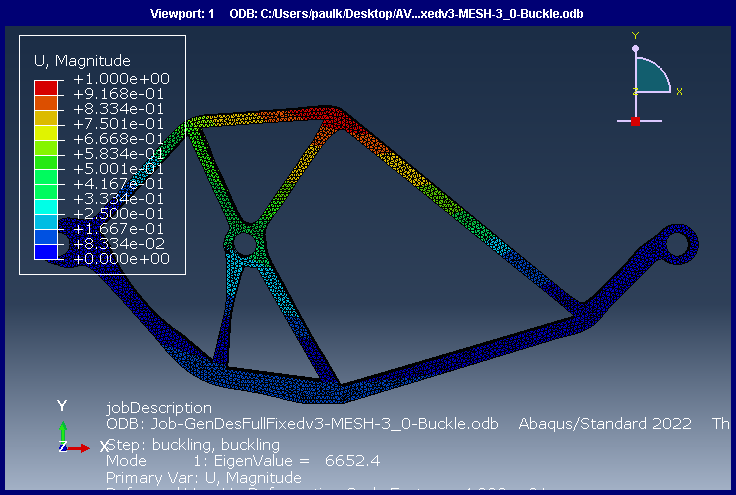 Viewport: 1 ODB: C:/Users/paulk/Desktop/AV...xedv3-MESH-3_0-Buckle.odb
U, Magnitude
+1.000e+00
+9.168e-01
+8.334e-01
+7.501e-01
+6.668e-01
+5.834e-01
+5.001e-01
+4.167e-01
+3.334e-01
+2.500e-01
+1.667e-01
+8.334e-02
+0.000e+00
Y
Z X
Y
Z X
jobDescription
ODB: Job-GenDesFullFixedv3-MESH-3_0-Buckle.odb Abaqus/Standard 2022 Th
Step: buckling, buckling
Mode 1: EigenValue = 6652.4
Primary Var: U, Magnitude